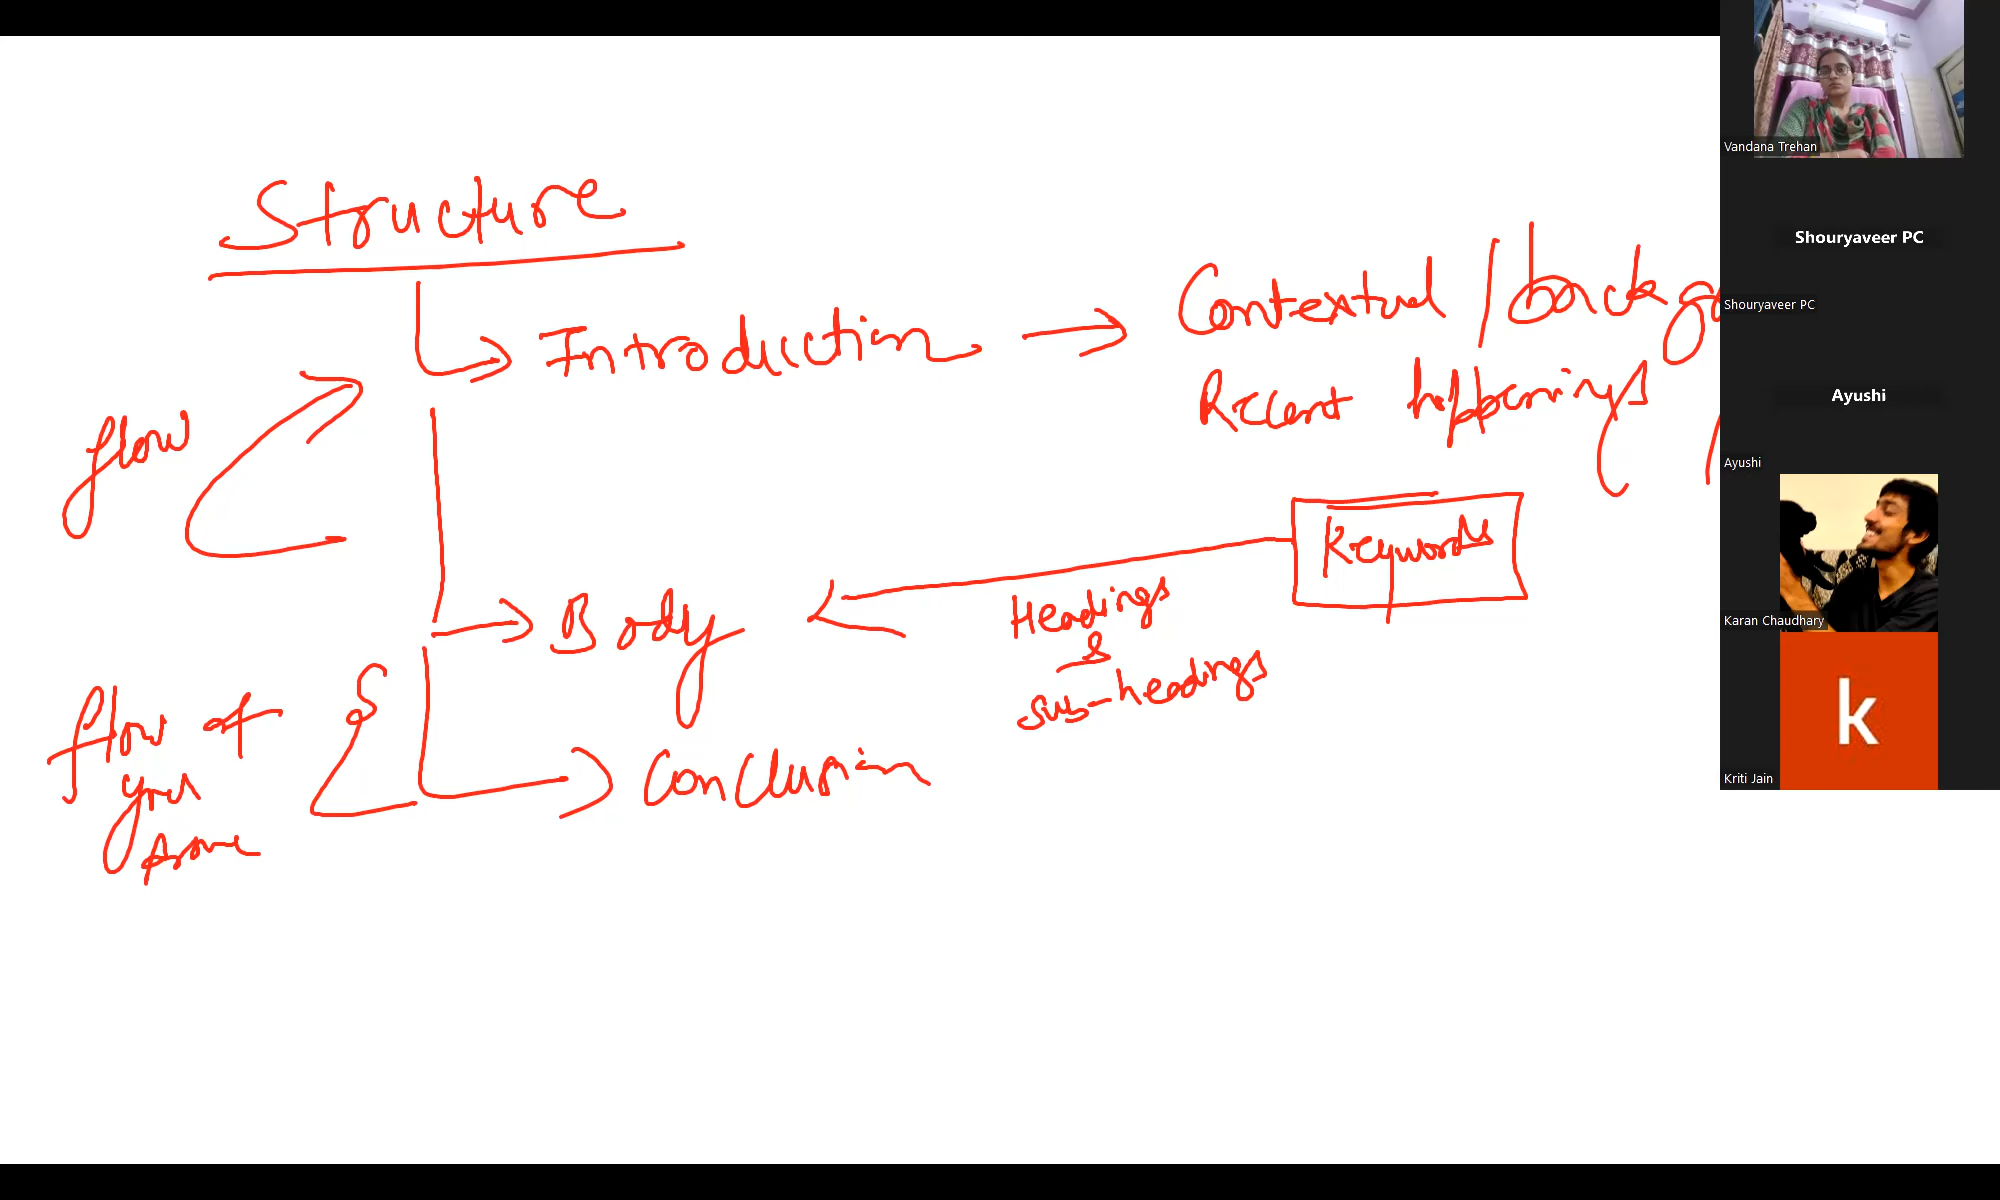 Structure
Introduction → Contextual / backg
Recent happenings
flow
Keywords
Body
Headings
&
sub-headings
flow of
your
Conclusion
Vandana Trehan
Shouryaveer PC
Shouryaveer PC
Ayushi
Ayushi
Karan Chaudhary
k
Kriti Jain